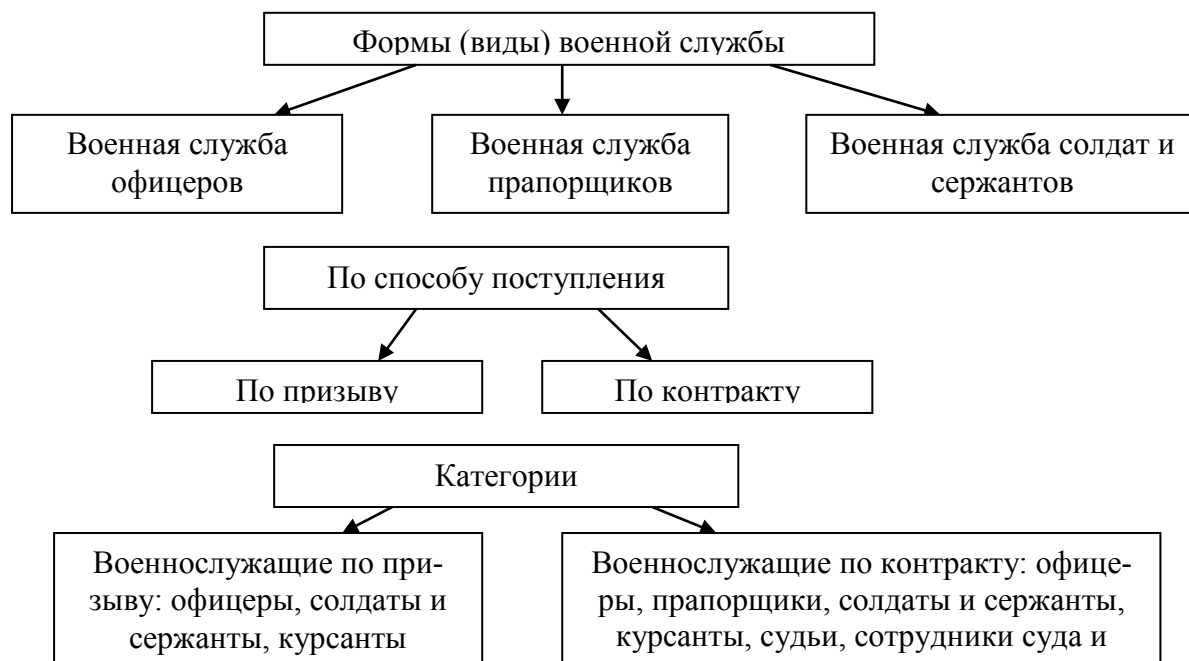 Формы (виды) военной службы
Военная служба
офицеров
Военная служба
прапорщиков
Военная служба солдат и
сержантов
По способу поступления
По призыву
По контракту
Категории
Военнослужащие по при-
зыву: офицеры, солдаты и
сержанты, курсанты
Военнослужащие по контракту: офице-
ры, прапорщики, солдаты и сержанты,
курсанты, судьи, сотрудники суда и